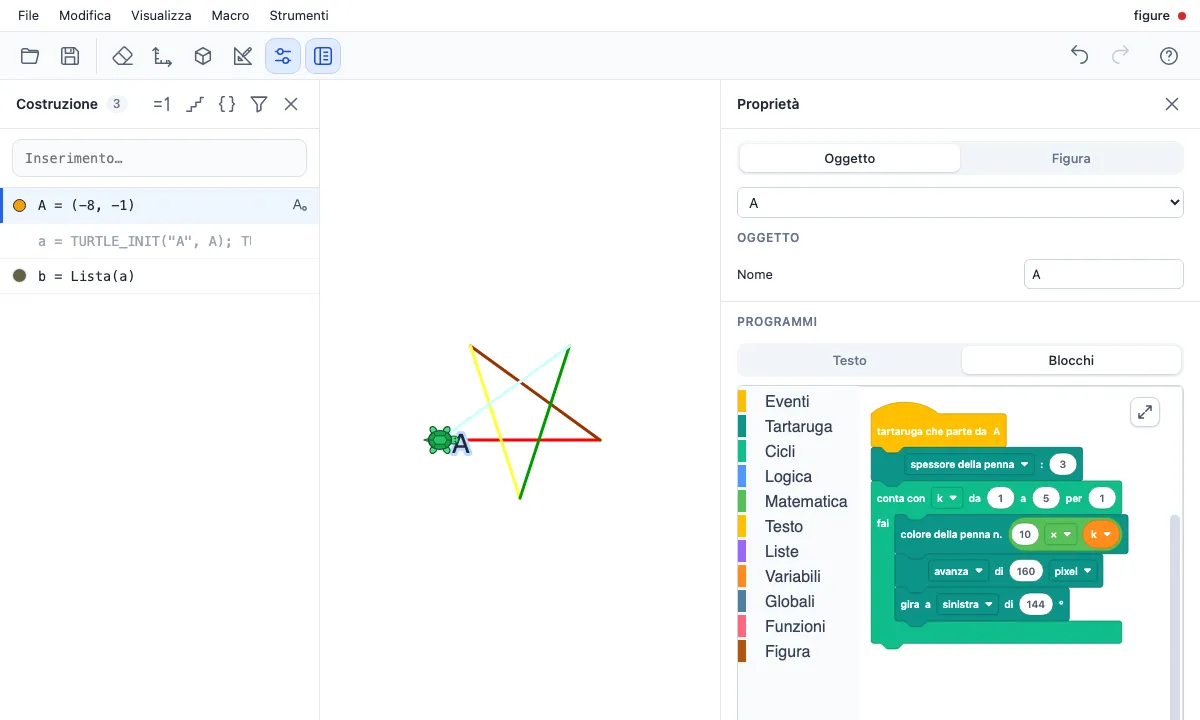 File Modifica Visualizza Macro Strumenti figure
Costruzione 3 =1 {}
Inserimento…
A = (−8, −1) A
a = TURTLE_INIT("A", A); TU
b = Lista(a)
A
Proprietà
Oggetto Figura
A
OGGETTO
Nome A
PROGRAMMI
Testo Blocchi
Eventi
Tartaruga
Cicli
Logica
Matematica
Testo
Liste
Variabili
Globali
Funzioni
Figura
tartaruga che parte da A
spessore della penna : 3
conta con k da 1 a 5 per 1
fai
colore della penna n. 10 × k
avanza di 160 pixel
gira a sinistra di 144 °